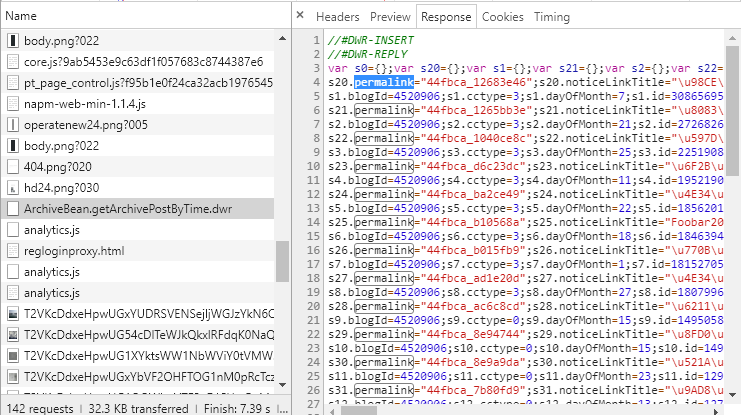 Name
body.png?022
core.js?9ab5453e9c63df1f057683c8744387e6
pt_page_control.js?f95b1e0f24ca32acb1976545
napm-web-min-1.1.4.js
operatenew24.png?005
body.png?022
404.png?020
hd24.png?030
ArchiveBean.getArchivePostByTime.dwr
analytics.js
regloginproxy.html
analytics.js
analytics.js
T2VKcDdxeHpwUGxYUDRSVENSejljWGJzYkN6C
T2VKcDdxeHpwUG54cDlTeWJkQkxlRFdqK0NaQ
T2VKcDdxeHpwUG1XYktsWW1NbWViY0tVMW
T2VKcDdxeHpwUGxYbVF2OHFTOG1nM0pRcTcz
142 requests | 32.3 KB transferred | Finish: 7.39 s | ...
× Headers Preview Response Cookies Timing
1 //#DWR-INSERT
2 //#DWR-REPLY
3 var s0={};var s20={};var s1={};var s21={};var s2={};var s22=
4 s20.permalink="44fbca_12683e46";s20.noticeLinkTitle="\u98CE\
5 s1.blogId=4520906;s1.cctype=3;s1.dayOfMonth=7;s1.id=30865695
6 s21.permalink="44fbca_1265bb3e";s21.noticeLinkTitle="\u8083\
7 s2.blogId=4520906;s2.cctype=3;s2.dayOfMonth=21;s2.id=2726826
8 s22.permalink="44fbca_1040ce8c";s22.noticeLinkTitle="\u597D\
9 s3.blogId=4520906;s3.cctype=3;s3.dayOfMonth=25;s3.id=2251908
10 s23.permalink="44fbca_d6c23dc";s23.noticeLinkTitle="\u6F2B\u
11 s4.blogId=4520906;s4.cctype=3;s4.dayOfMonth=11;s4.id=1952190
12 s24.permalink="44fbca_ba2ce49";s24.noticeLinkTitle="\u4E34\u
13 s5.blogId=4520906;s5.cctype=3;s5.dayOfMonth=22;s5.id=1856201
14 s25.permalink="44fbca_b10568a";s25.noticeLinkTitle="Foobar20
15 s6.blogId=4520906;s6.cctype=3;s6.dayOfMonth=18;s6.id=1846394
16 s26.permalink="44fbca_b015fb9";s26.noticeLinkTitle="\u770B\u
17 s7.blogId=4520906;s7.cctype=3;s7.dayOfMonth=1;s7.id=18152705
18 s27.permalink="44fbca_ad1e20d";s27.noticeLinkTitle="\u4E34\u
19 s8.blogId=4520906;s8.cctype=3;s8.dayOfMonth=27;s8.id=1807996
20 s28.permalink="44fbca_ac6c8cd";s28.noticeLinkTitle="\u6211\u
21 s9.blogId=4520906;s9.cctype=0;s9.dayOfMonth=15;s9.id=1495058
22 s29.permalink="44fbca_8e94744";s29.noticeLinkTitle="\u8FD0\u
23 s10.blogId=4520906;s10.cctype=0;s10.dayOfMonth=15;s10.id=149
24 s30.permalink="44fbca_8e9a9da";s30.noticeLinkTitle="\u521A\u
25 s11.blogId=4520906;s11.cctype=0;s11.dayOfMonth=23;s11.id=129
26 s31.permalink="44fbca_7b80fd9";s31.noticeLinkTitle="\u9AD8\u